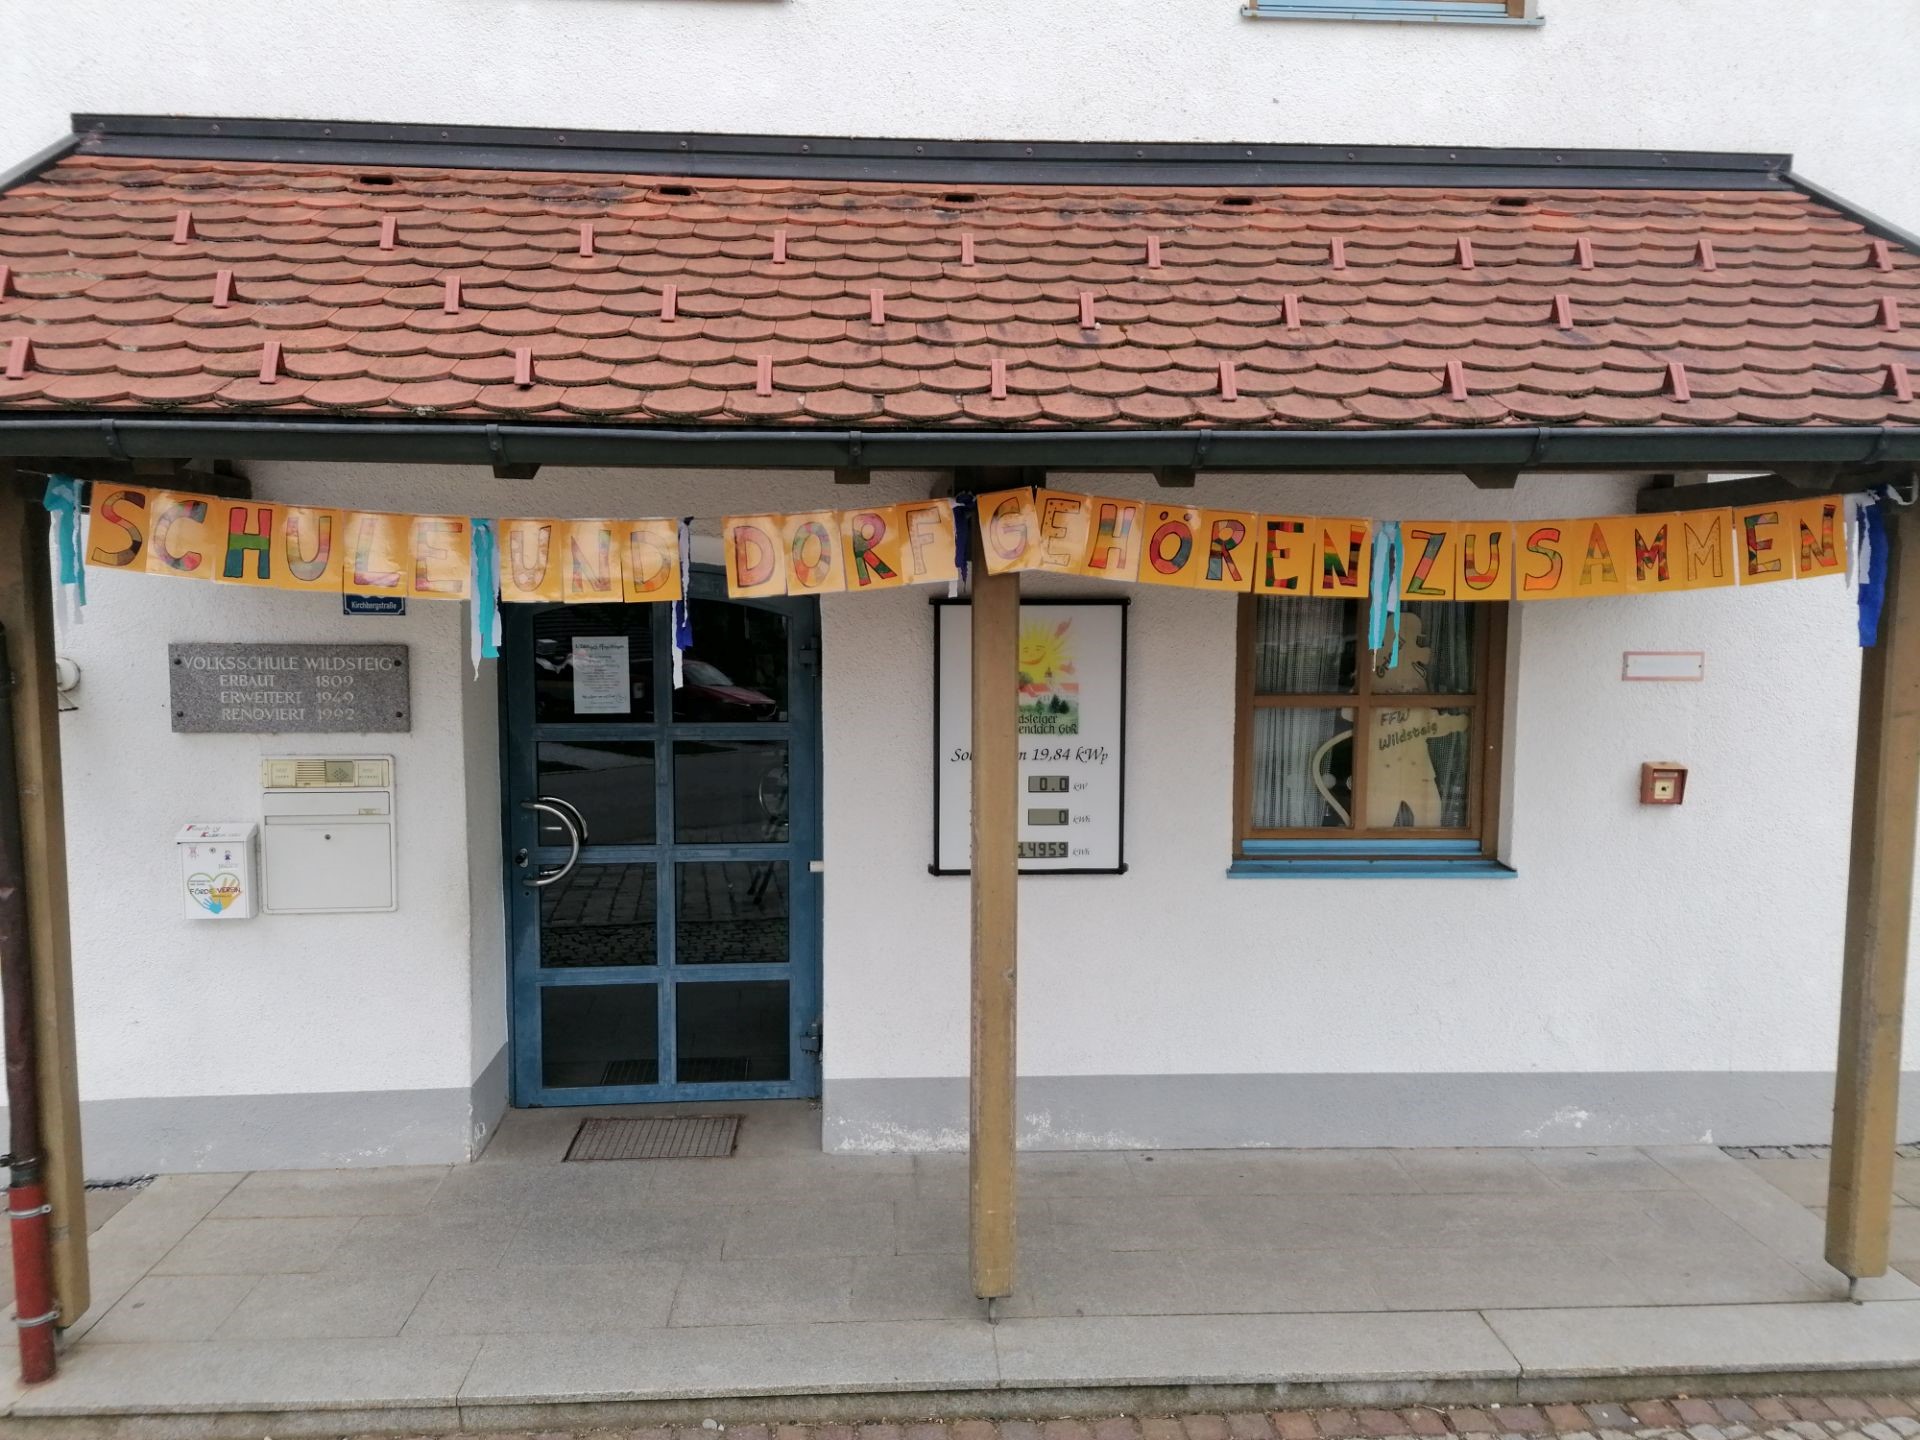 SCHULE UND DORF GEHÖREN ZUSAMMEN
Kirchbergstraße
VOLKSSCHULE WILDSTEIG
ERBAUT 1809
ERWEITERT 1949
RENOVIERT 1992
FÖRDERVEREIN
19,84 kWp
0.0 kW
0 kWh
14959 kWh
FFW
Wildsteig